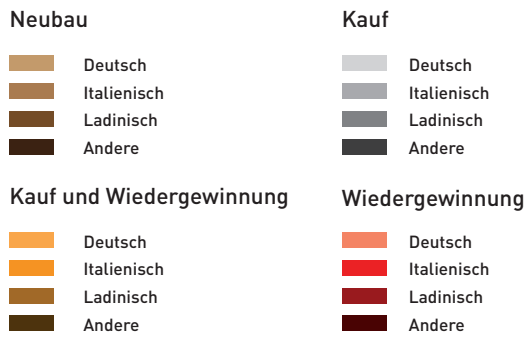 Neubau
Deutsch
Italienisch
Ladinisch
Andere
Kauf
Deutsch
Italienisch
Ladinisch
Andere
Kauf und Wiedergewinnung
Deutsch
Italienisch
Ladinisch
Andere
Wiedergewinnung
Deutsch
Italienisch
Ladinisch
Andere